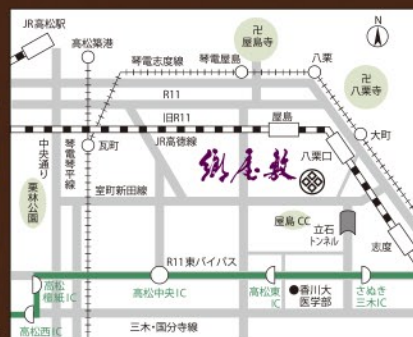 JR高松駅
高松築港
琴電志度線
琴電屋島
卍
屋島寺
八栗
卍
八栗寺
N
R11
旧R11
屋島
大町
中央通り
琴電琴平線
瓦町
JR高徳線
八栗口
郷屋敷
栗林公園
室町新田線
屋島CC
立石
トンネル
志度
R11東バイパス
高松
檀紙IC
高松中央IC
高松東
IC
香川大
医学部
さぬき
三木IC
高松西IC
三木・国分寺線